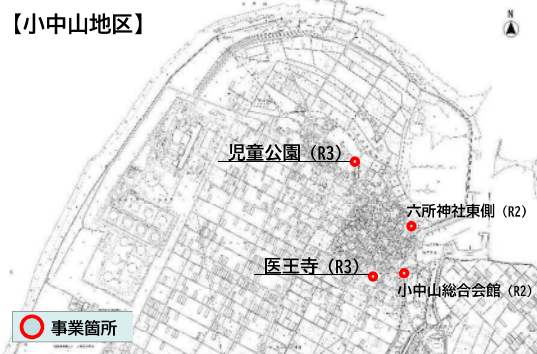 【小中山地区】
N
児童公園（R3）
六所神社東側（R2）
医王寺（R3）
小中山総合会館（R2）
事業箇所